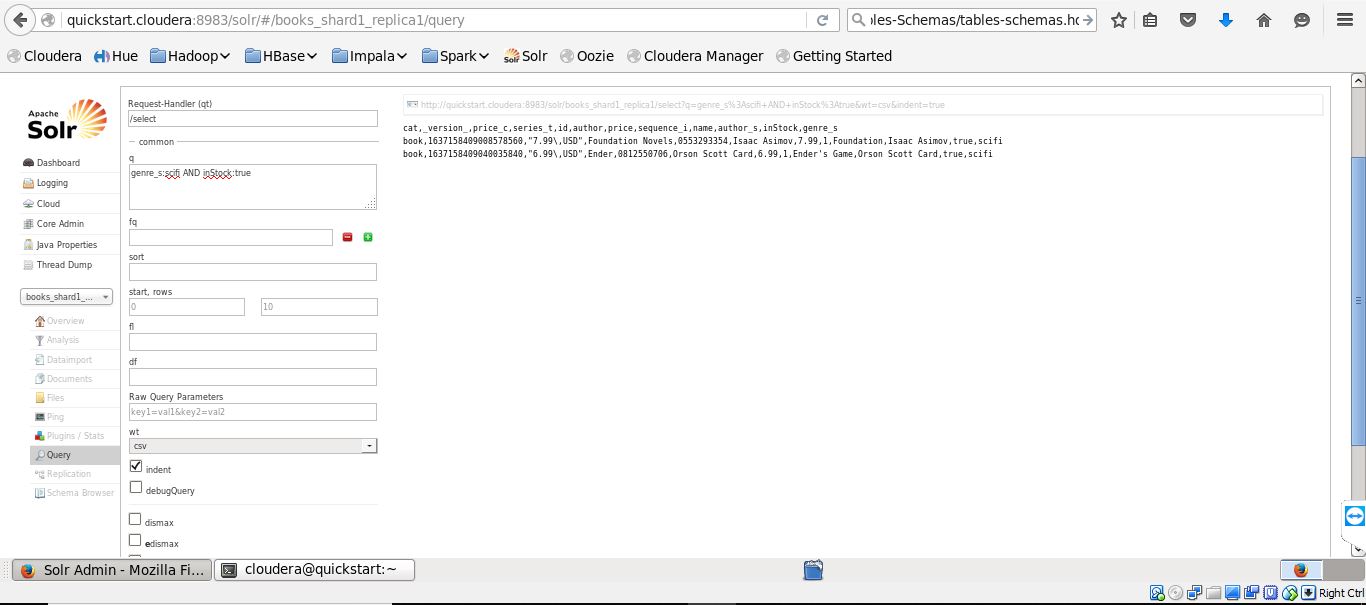 quickstart.cloudera:8983/solr/#/books_shard1_replica1/query
les-Schemas/tables-schemas.ho
Cloudera Hue Hadoop HBase Impala Spark Solr Oozie Cloudera Manager Getting Started
Apache
Solr
Dashboard
Logging
Cloud
Core Admin
Java Properties
Thread Dump
books_shard1_...
Overview
Analysis
Dataimport
Documents
Files
Ping
Plugins / Stats
Query
Replication
Schema Browser
Request-Handler (qt)
/select
common
q
genre_s:scifi AND inStock:true
fq
sort
start, rows
0 10
fl
df
Raw Query Parameters
key1=val1&key2=val2
wt
csv
indent
debugQuery
dismax
edismax
http://quickstart.cloudera:8983/solr/books_shard1_replica1/select?q=genre_s%3Ascifi+AND+inStock%3Atrue&wt=csv&indent=true
cat,_version_,price_c,series_t,id,author,price,sequence_i,name,author_s,inStock,genre_s
book,1637158409008578560,"7.99\,USD",Foundation Novels,0553293354,Isaac Asimov,7.99,1,Foundation,Isaac Asimov,true,scifi
book,1637158409040035840,"6.99\,USD",Ender,0812550706,Orson Scott Card,6.99,1,Ender's Game,Orson Scott Card,true,scifi
Solr Admin - Mozilla Fi...
cloudera@quickstart:~
Right Ctrl